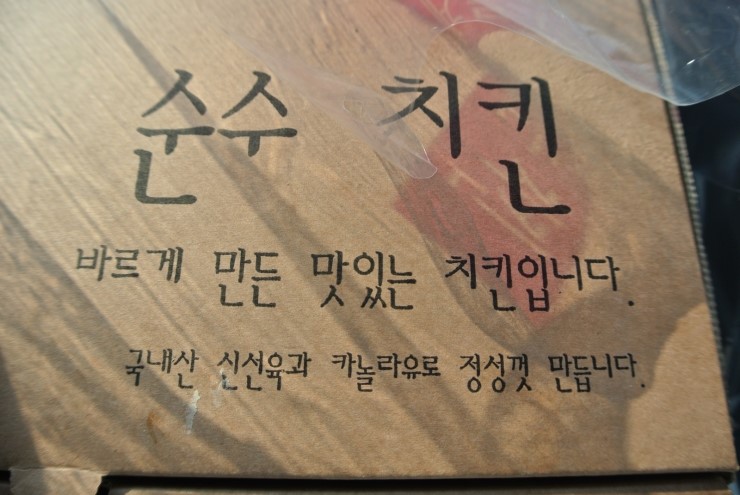 순수 치킨
바르게 만든 맛있는 치킨입니다.
국내산 신선육과 카놀라유로 정성껏 만듭니다.